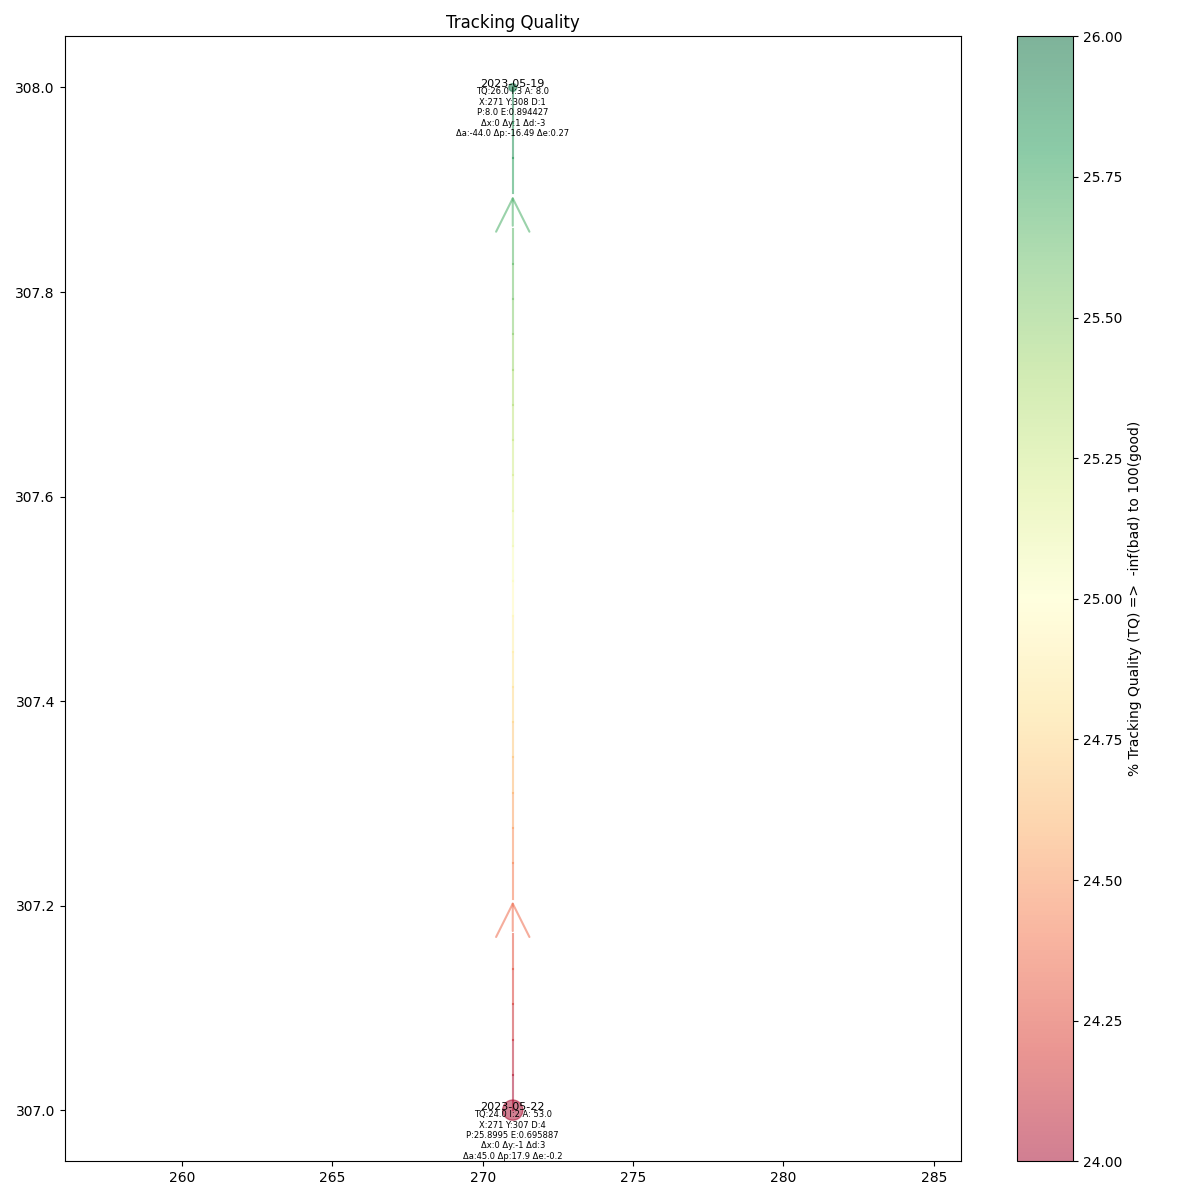 Tracking Quality
308.0
307.8
307.6
307.4
307.2
307.0
2023-05-19
TQ:26.0 I:3 A: 8.0
X:271 Y:308 D:1
P:8.0 E:0.894427
Δx:0 Δy:1 Δd:-3
Δa:-44.0 Δp:-16.49 Δe:0.27
2023-05-22
TQ:24.0 I:2 A: 53.0
X:271 Y:307 D:4
P:25.8995 E:0.695887
Δx:0 Δy:-1 Δd:3
Δa:45.0 Δp:17.9 Δe:-0.2
260
265
270
275
280
285
26.00
25.75
25.50
25.25
25.00
24.75
24.50
24.25
24.00
% Tracking Quality (TQ) => -inf(bad) to 100(good)